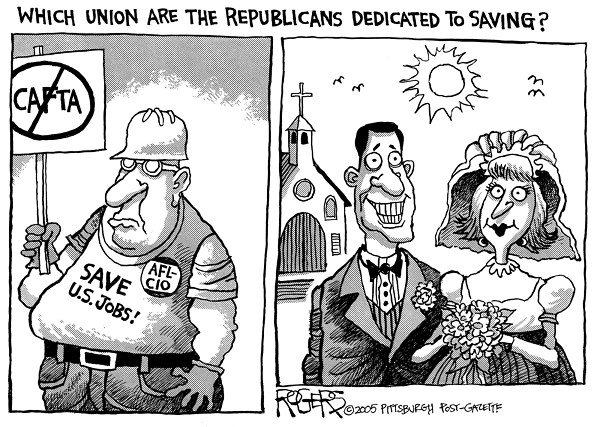 WHICH UNION ARE THE REPUBLICANS DEDICATED TO SAVING?
CAFTA
SAVE
U.S. JOBS!
AFL-
CIO
ROGERS ©2005 PITTSBURGH POST-GAZETTE